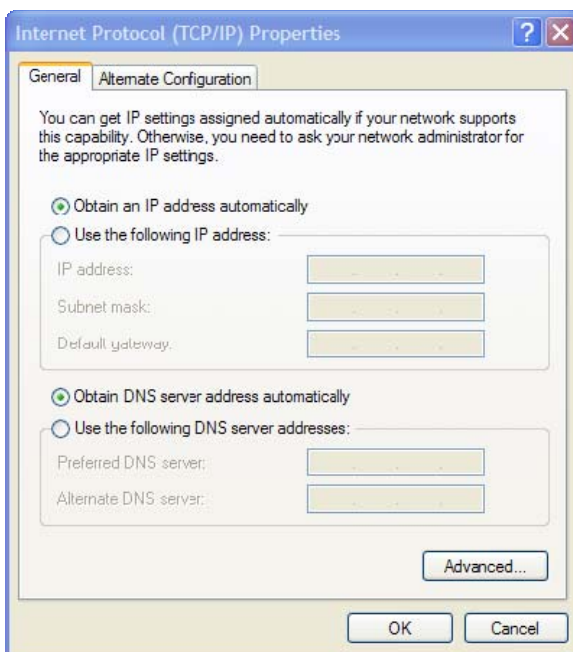 Internet Protocol (TCP/IP) Properties
General
Alternate Configuration
You can get IP settings assigned automatically if your network supports
this capability. Otherwise, you need to ask your network administrator for
the appropriate IP settings.
Obtain an IP address automatically
Use the following IP address:
IP address:
Subnet mask:
Default gateway:
Obtain DNS server address automatically
Use the following DNS server addresses:
Preferred DNS server:
Alternate DNS server:
Advanced...
OK
Cancel